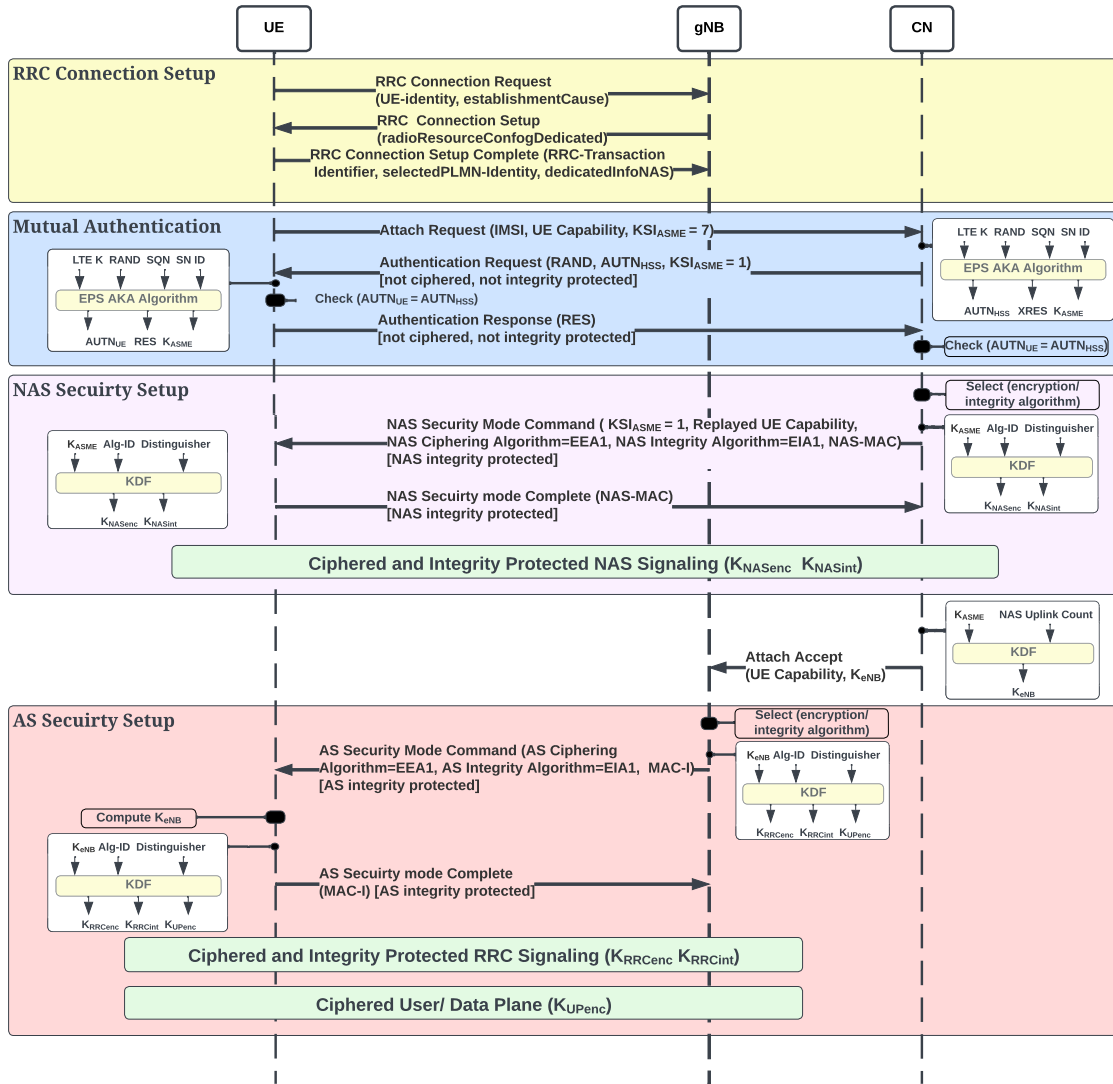 UE
gNB
CN
RRC Connection Setup
RRC Connection Request
(UE-identity, establishmentCause)
RRC  Connection Setup
(radioResourceConfogDedicated)
RRC Connection Setup Complete (RRC-Transaction
Identifier, selectedPLMN-Identity, dedicatedInfoNAS)
Mutual Authentication
Attach Request (IMSI, UE Capability, KSIASME = 7)
LTE K  RAND  SQN  SN ID
EPS AKA Algorithm
AUTNHSS  XRES  KASME
LTE K  RAND  SQN  SN ID
EPS AKA Algorithm
AUTNUE  RES  KASME
Authentication Request (RAND, AUTNHSS, KSIASME = 1)
[not ciphered, not integrity protected]
Check (AUTNUE = AUTNHSS)
Authentication Response (RES)
[not ciphered, not integrity protected]
Check (AUTNUE = AUTNHSS)
NAS Secuirty Setup
Select (encryption/
integrity algorithm)
NAS Security Mode Command ( KSIASME = 1, Replayed UE Capability,
NAS Ciphering Algorithm=EEA1, NAS Integrity Algorithm=EIA1, NAS-MAC)
[NAS integrity protected]
KASME  Alg-ID  Distinguisher
KDF
KNASenc  KNASint
KASME  Alg-ID  Distinguisher
KDF
KNASenc  KNASint
NAS Secuirty mode Complete (NAS-MAC)
[NAS integrity protected]
Ciphered and Integrity Protected NAS Signaling (KNASenc  KNASint)
KASME  NAS Uplink Count
KDF
KeNB
Attach Accept
(UE Capability, KeNB)
AS Secuirty Setup
Select (encryption/
integrity algorithm)
AS Security Mode Command (AS Ciphering
Algorithm=EEA1, AS Integrity Algorithm=EIA1,  MAC-I)
[AS integrity protected]
KeNB Alg-ID  Distinguisher
KDF
KRRCenc  KRRCint  KUPenc
Compute KeNB
KeNB Alg-ID  Distinguisher
KDF
KRRCenc  KRRCint  KUPenc
AS Secuirty mode Complete
(MAC-I) [AS integrity protected]
Ciphered and Integrity Protected RRC Signaling (KRRCenc KRRCint)
Ciphered User/ Data Plane (KUPenc)